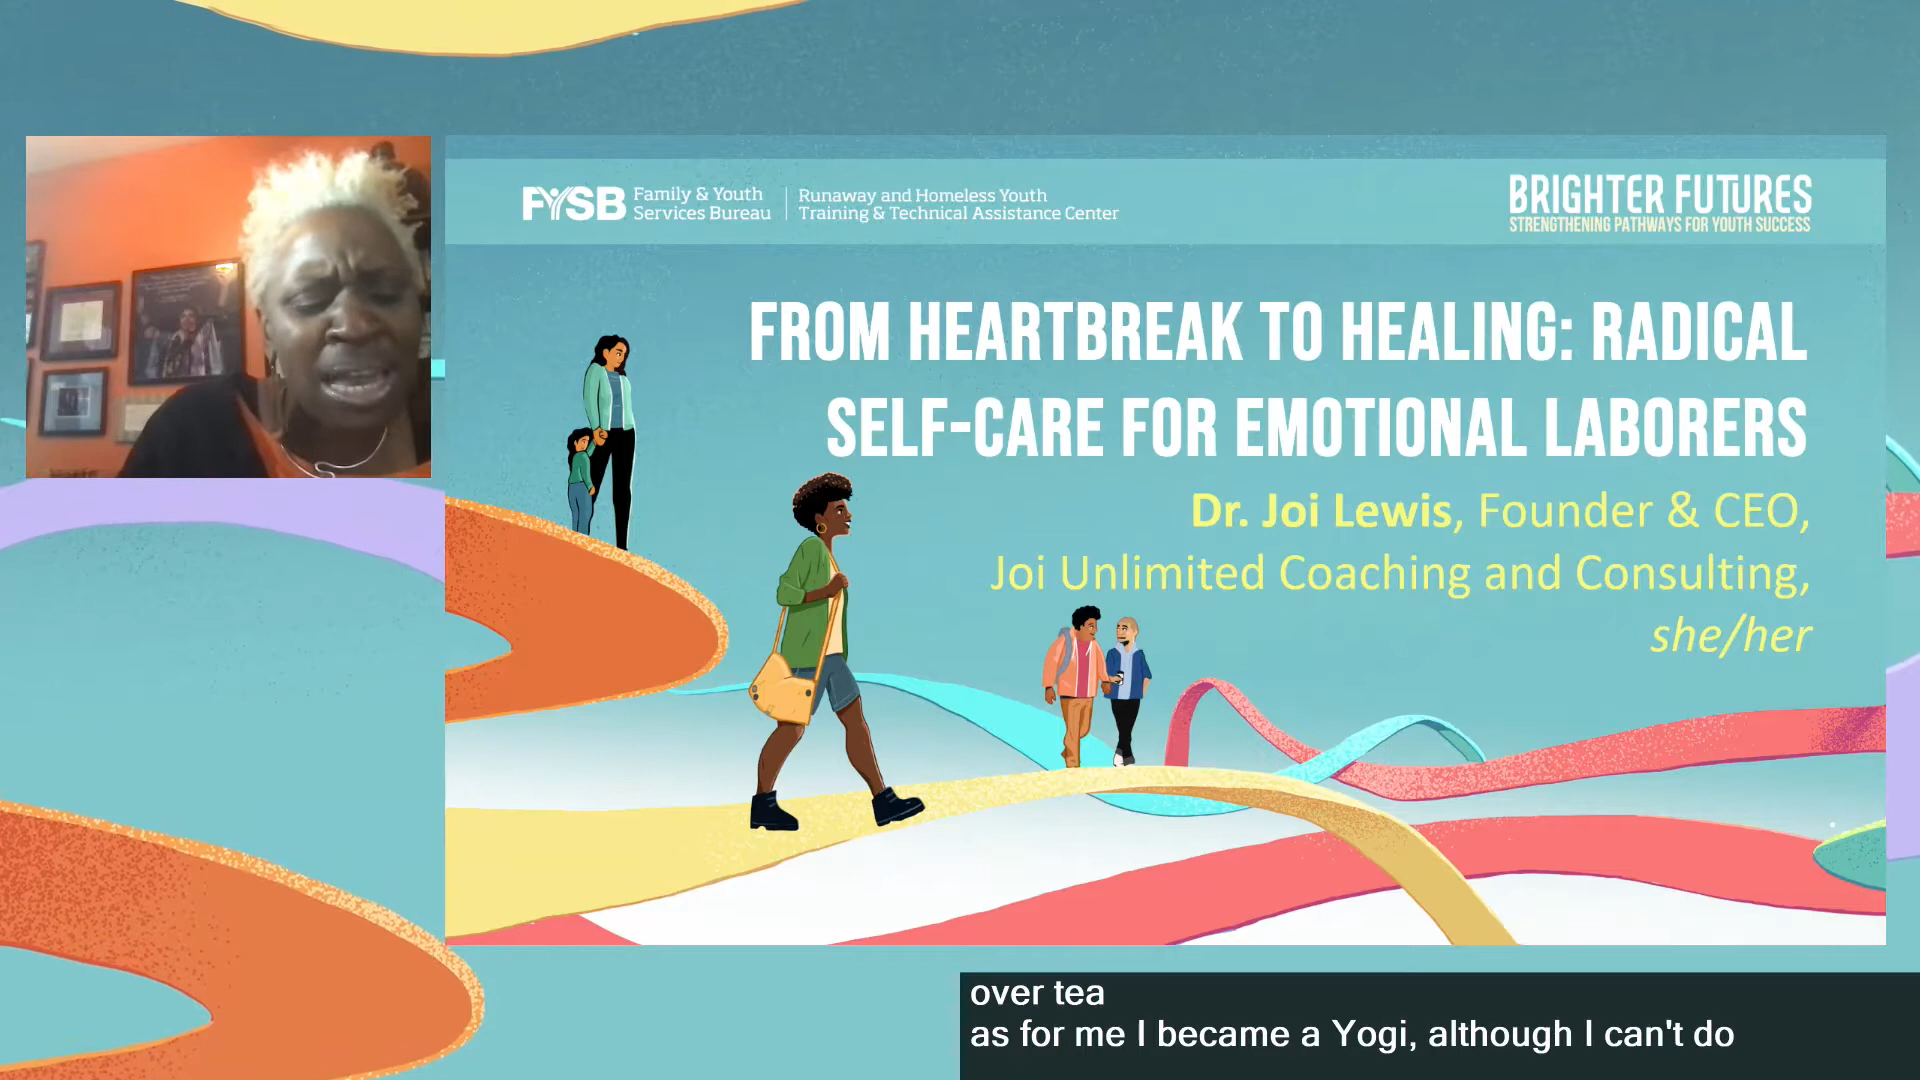 FYSB Family & Youth
Services Bureau
Runaway and Homeless Youth
Training & Technical Assistance Center
BRIGHTER FUTURES
STRENGTHENING PATHWAYS FOR YOUTH SUCCESS
FROM HEARTBREAK TO HEALING: RADICAL
SELF-CARE FOR EMOTIONAL LABORERS
Dr. Joi Lewis, Founder & CEO,
Joi Unlimited Coaching and Consulting,
she/her
over tea
as for me I became a Yogi, although I can't do